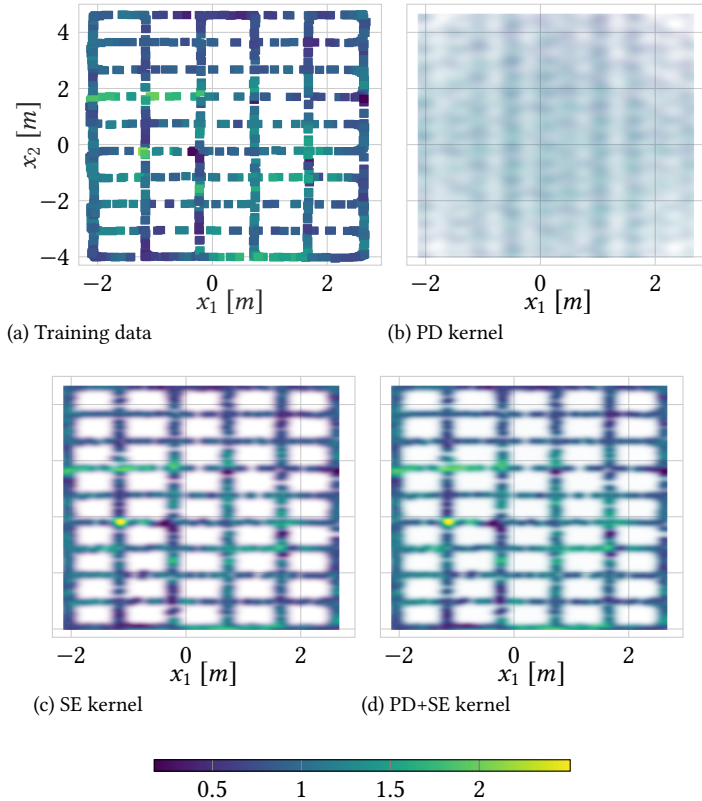 4
2
0
−2
−4
x₂ [m]
−2 0 2
x₁ [m]
(a) Training data
−2 0 2
x₁ [m]
(b) PD kernel
−2 0 2
x₁ [m]
(c) SE kernel
−2 0 2
x₁ [m]
(d) PD+SE kernel
0.5 1 1.5 2